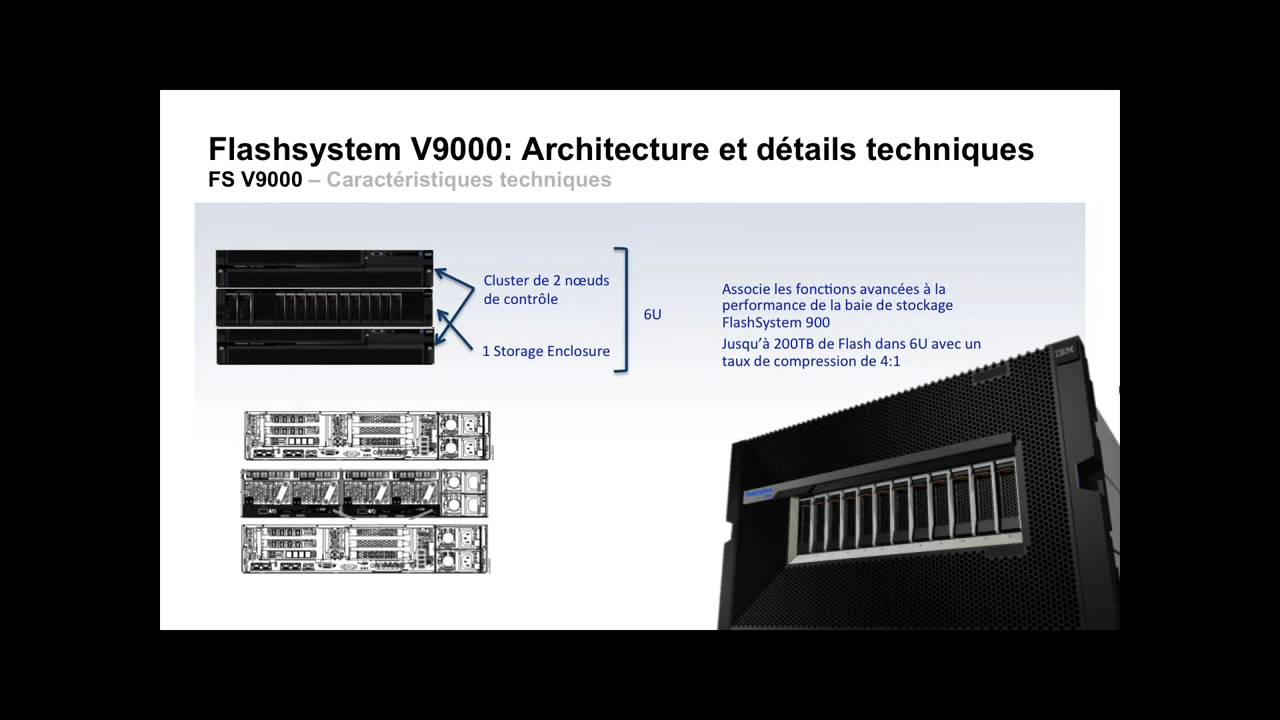 Flashsystem V9000: Architecture et détails techniques
FS V9000 – Caractéristiques techniques
Cluster de 2 nœuds
de contrôle
1 Storage Enclosure
6U
Associe les fonctions avancées à la
performance de la baie de stockage
FlashSystem 900
Jusqu’à 200TB de Flash dans 6U avec un
taux de compression de 4:1
IBM